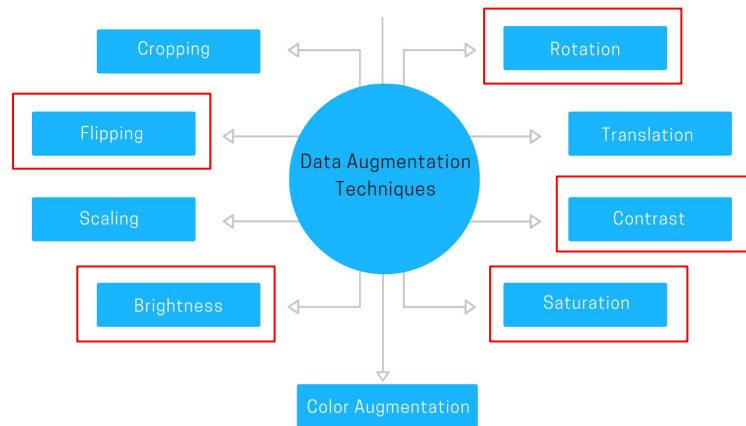 Cropping
Rotation
Flipping
Data Augmentation
Techniques
Translation
Scaling
Contrast
Brightness
Saturation
Color Augmentation